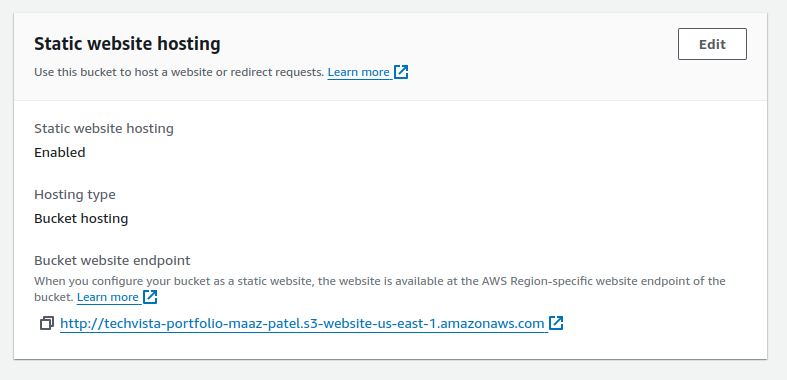 Static website hosting
Edit
Use this bucket to host a website or redirect requests. Learn more
Static website hosting
Enabled
Hosting type
Bucket hosting
Bucket website endpoint
When you configure your bucket as a static website, the website is available at the AWS Region-specific website endpoint of the
bucket. Learn more
http://techvista-portfolio-maaz-patel.s3-website-us-east-1.amazonaws.com